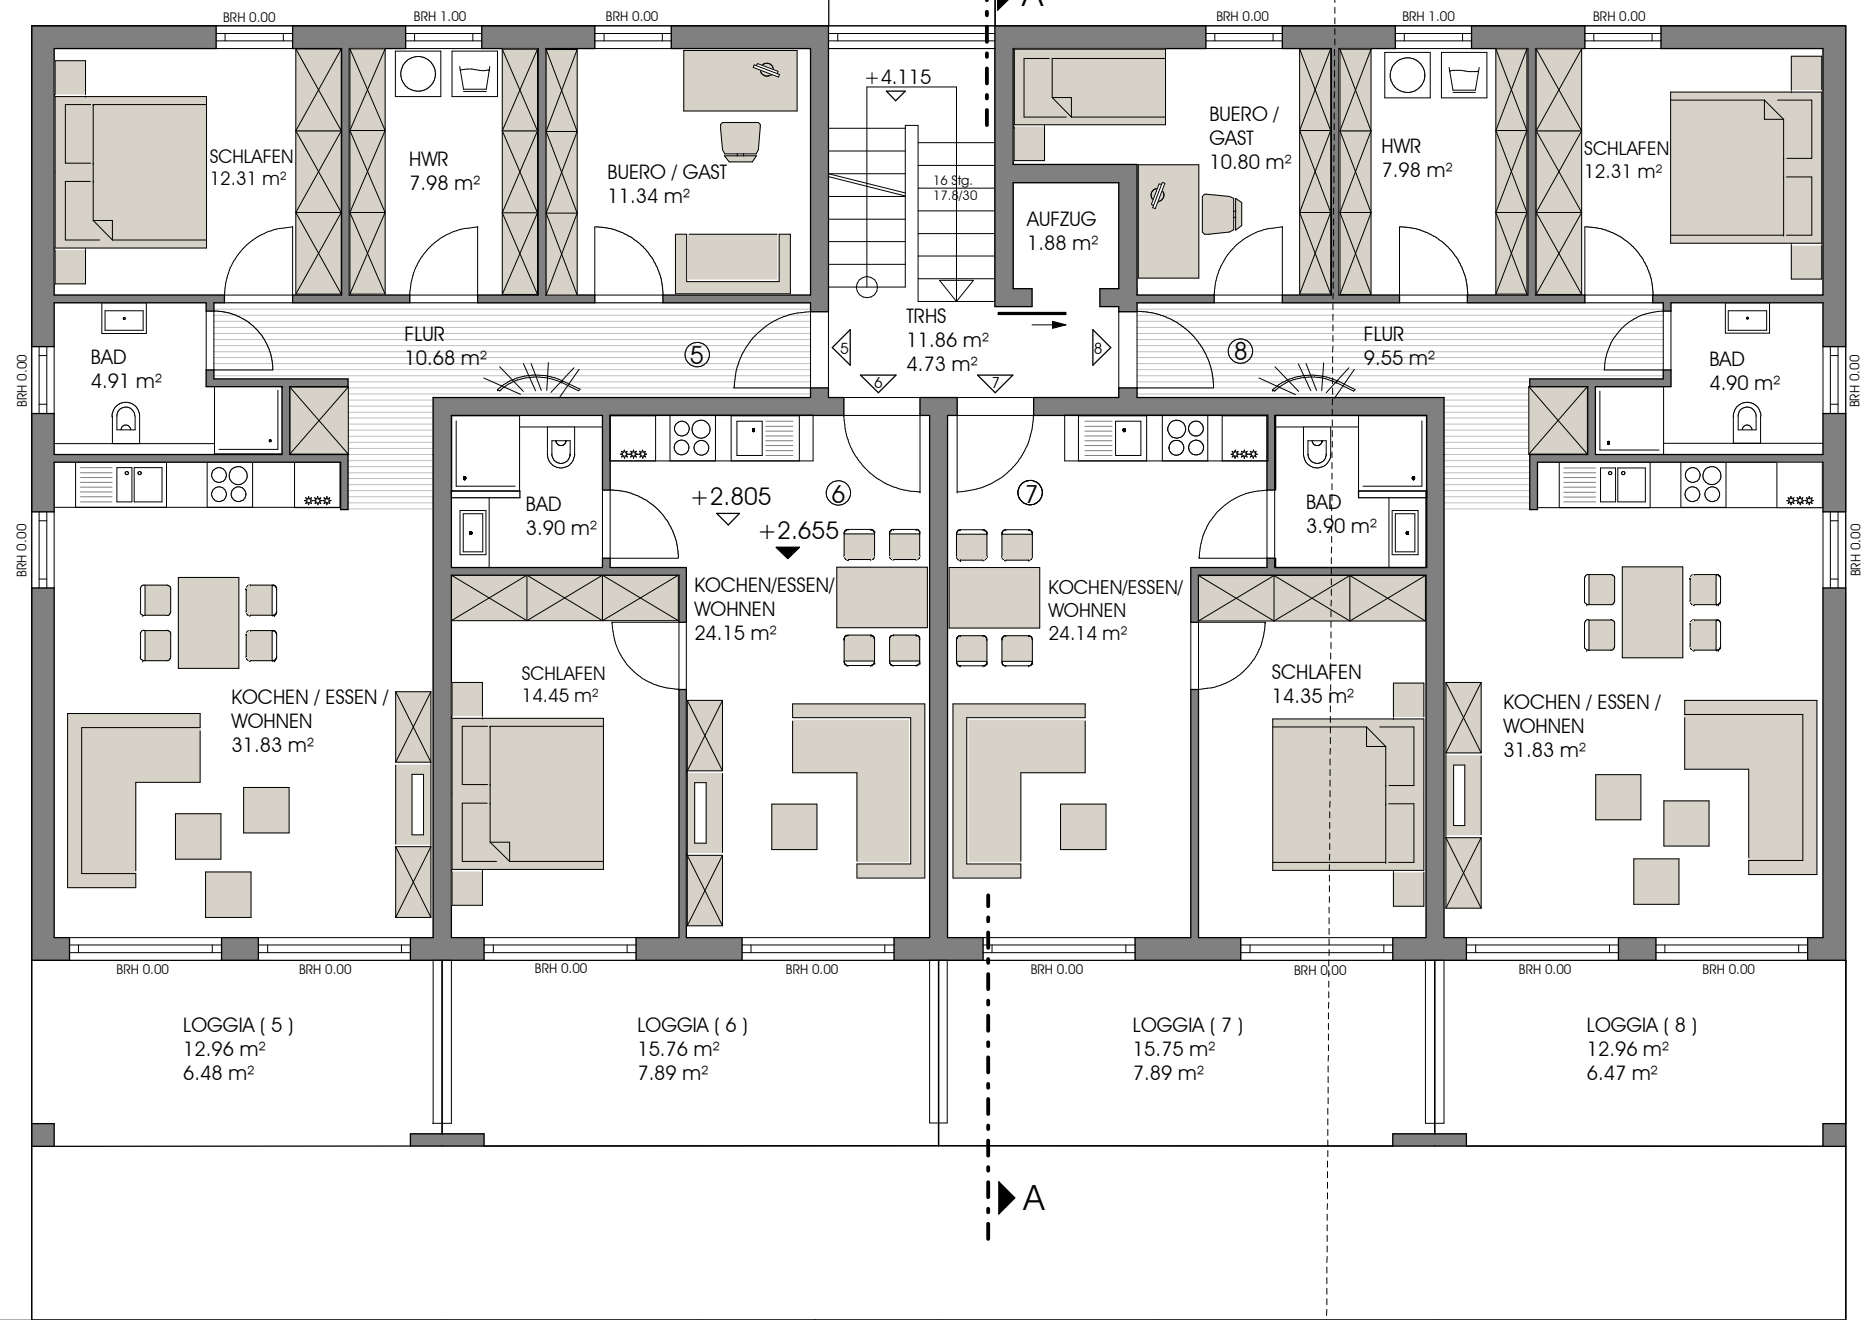 A
BRH 0.00
BRH 1.00
BRH 0.00
BRH 0.00
BRH 1.00
BRH 0.00
+4.115
SCHLAFEN
12.31 m²
HWR
7.98 m²
BUERO / GAST
11.34 m²
16 Stg.
17.8/30
AUFZUG
1.88 m²
BUERO /
GAST
10.80 m²
HWR
7.98 m²
SCHLAFEN
12.31 m²
BRH 0.00
BAD
4.91 m²
FLUR
10.68 m²
5
5
TRHS
11.86 m²
4.73 m²
6
7
8
8
FLUR
9.55 m²
BAD
4.90 m²
BRH 0.00
BRH 0.00
BAD
3.90 m²
+2.805
+2.655
6
7
BAD
3.90 m²
BRH 0.00
KOCHEN/ESSEN/
WOHNEN
24.15 m²
KOCHEN/ESSEN/
WOHNEN
24.14 m²
KOCHEN / ESSEN /
WOHNEN
31.83 m²
SCHLAFEN
14.45 m²
SCHLAFEN
14.35 m²
KOCHEN / ESSEN /
WOHNEN
31.83 m²
BRH 0.00
BRH 0.00
BRH 0.00
BRH 0.00
BRH 0.00
BRH 0.00
BRH 0.00
BRH 0.00
LOGGIA ( 5 )
12.96 m²
6.48 m²
LOGGIA ( 6 )
15.76 m²
7.89 m²
LOGGIA ( 7 )
15.75 m²
7.89 m²
LOGGIA ( 8 )
12.96 m²
6.47 m²
A